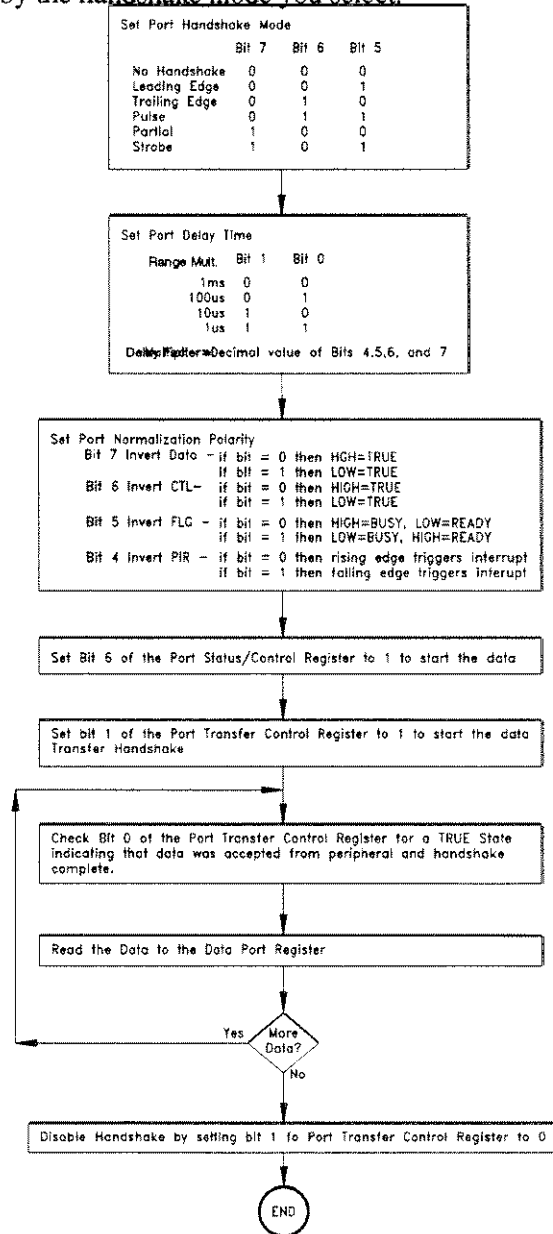 by the handshake mode you select.
Set Port Handshake Mode
Bit 7 Bit 6 Bit 5
No Handshake 0 0 0
Leading Edge 0 0 1
Trailing Edge 0 1 0
Pulse 0 1 1
Partial 1 0 0
Strobe 1 0 1
Set Port Delay Time
Range Mult. Bit 1 Bit 0
1ms 0 0
100us 0 1
10us 1 0
1us 1 1
Decimal value of Bits 4,5,6, and 7
Set Port Normalization Polarity
Bit 7 Invert Data - if bit = 0 then HGH=TRUE
if bit = 1 then LOW=TRUE
Bit 6 Invert CTL- if bit = 0 then HIGH=TRUE
if bit = 1 then LOW=TRUE
Bit 5 Invert FLG - if bit = 0 then HIGH=BUSY, LOW=READY
if bit = 1 then LOW=BUSY, HIGH=READY
Bit 4 Invert PIR - if bit = 0 then rising edge triggers interrupt
if bit = 1 then falling edge triggers interupt
Set Bit 6 of the Port Status/Control Register to 1 to start the data
Set bit 1 of the Port Transfer Control Register to 1 to start the data
Transfer Handshake
Check Bit 0 of the Port Transfer Control Register for a TRUE State
indicating that data was accepted from peripheral and handshake
complete.
Read the Data to the Data Port Register
Yes
More
Data?
No
Disable Handshake by setting bit 1 fo Port Transfer Control Register to 0
END